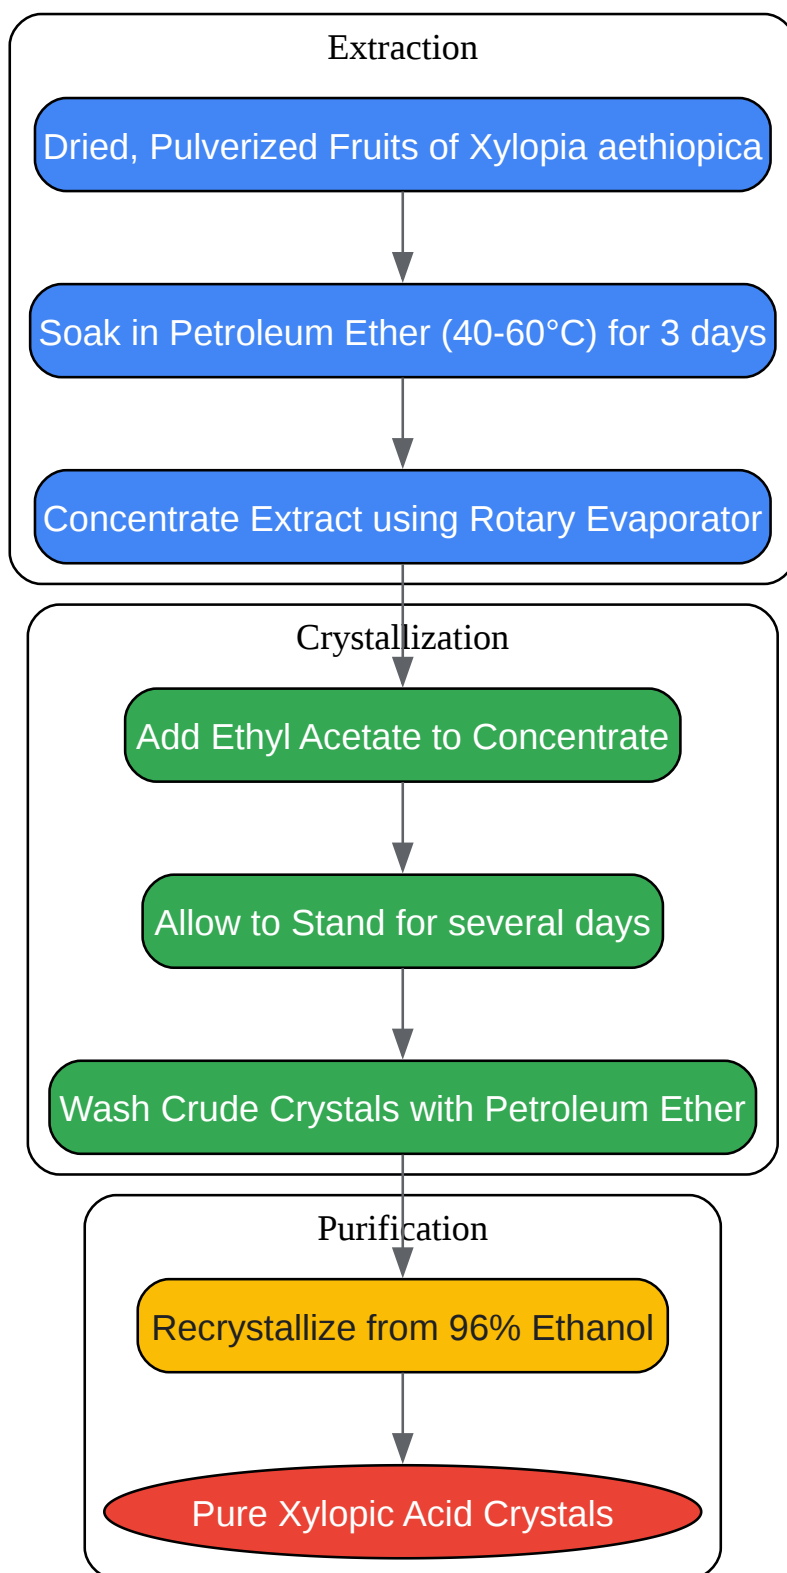 Extraction
Dried, Pulverized Fruits of Xylopia aethiopica
Soak in Petroleum Ether (40-60°C) for 3 days
Concentrate Extract using Rotary Evaporator
Crystallization
Add Ethyl Acetate to Concentrate
Allow to Stand for several days
Wash Crude Crystals with Petroleum Ether
Purification
Recrystallize from 96% Ethanol
Pure Xylopic Acid Crystals